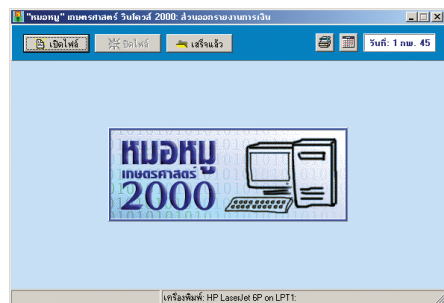 "หมอหมู" เกษตรศาสตร์ วินโดวส์ 2000: ส่วนออกรายงานการเงิน
เปิดไฟล์ ปิดไฟล์ เสร็จแล้ว วันที่: 1 กพ. 45
หมอหมู
เกษตรศาสตร์
2000
เครื่องพิมพ์: HP LaserJet 6P on LPT1: